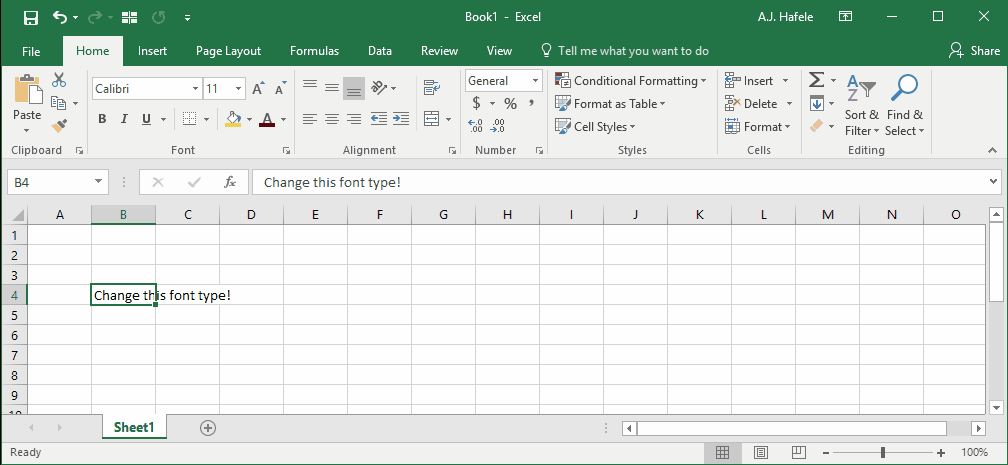 Book1 - Excel
A.J. Hafele
File Home Insert Page Layout Formulas Data Review View Tell me what you want to do Share
Calibri 11 General Conditional Formatting Insert
Paste B I U A $ % , Format as Table Delete Sort & Find &
Cell Styles Format Filter Select
Clipboard Font Alignment Number Styles Cells Editing
B4 fx Change this font type!
A B C D E F G H I J K L M N O
1
2
3
4 Change this font type!
5
6
7
8
9
10
Sheet1
Ready 100%